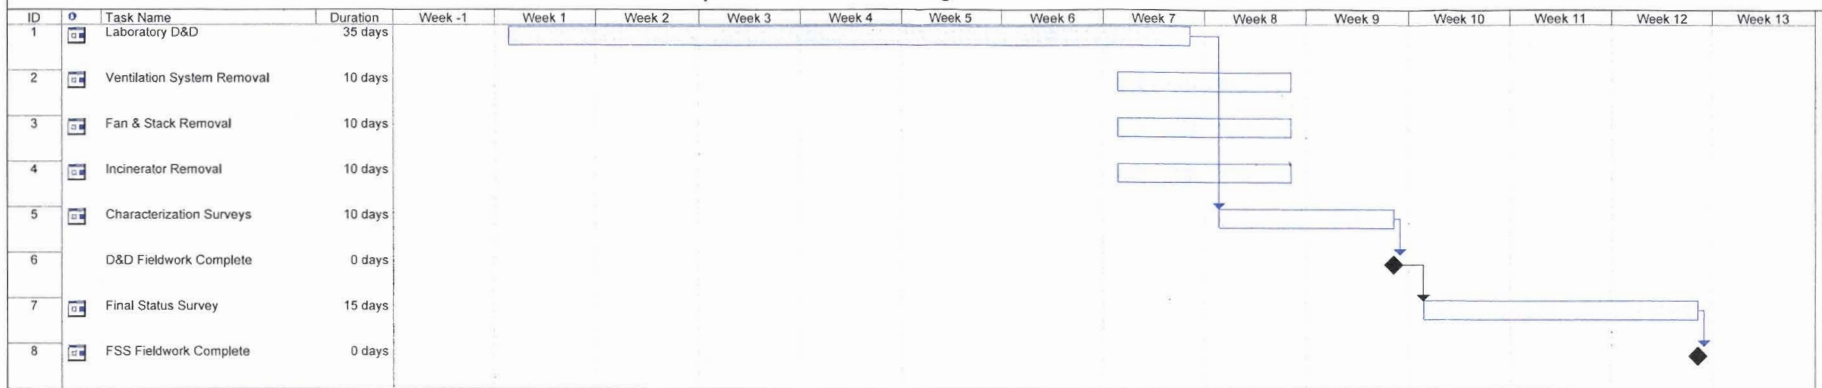 ID Task Name Duration Week -1 Week 1 Week 2 Week 3 Week 4 Week 5 Week 6 Week 7 Week 8 Week 9 Week 10 Week 11 Week 12 Week 13
1 Laboratory D&D 35 days
2 Ventilation System Removal 10 days
3 Fan & Stack Removal 10 days
4 Incinerator Removal 10 days
5 Characterization Surveys 10 days
6 D&D Fieldwork Complete 0 days
7 Final Status Survey 15 days
8 FSS Fieldwork Complete 0 days